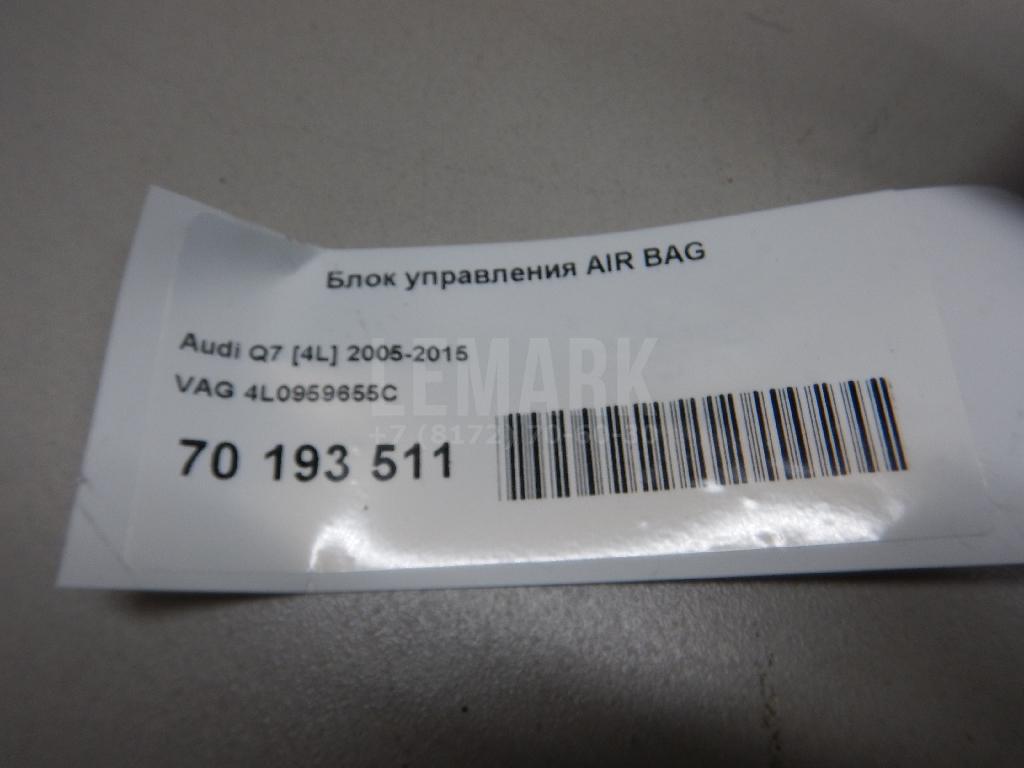 Блок управления AIR BAG
Audi Q7 [4L] 2005-2015
VAG 4L0959655C
70 193 511
LEMARK